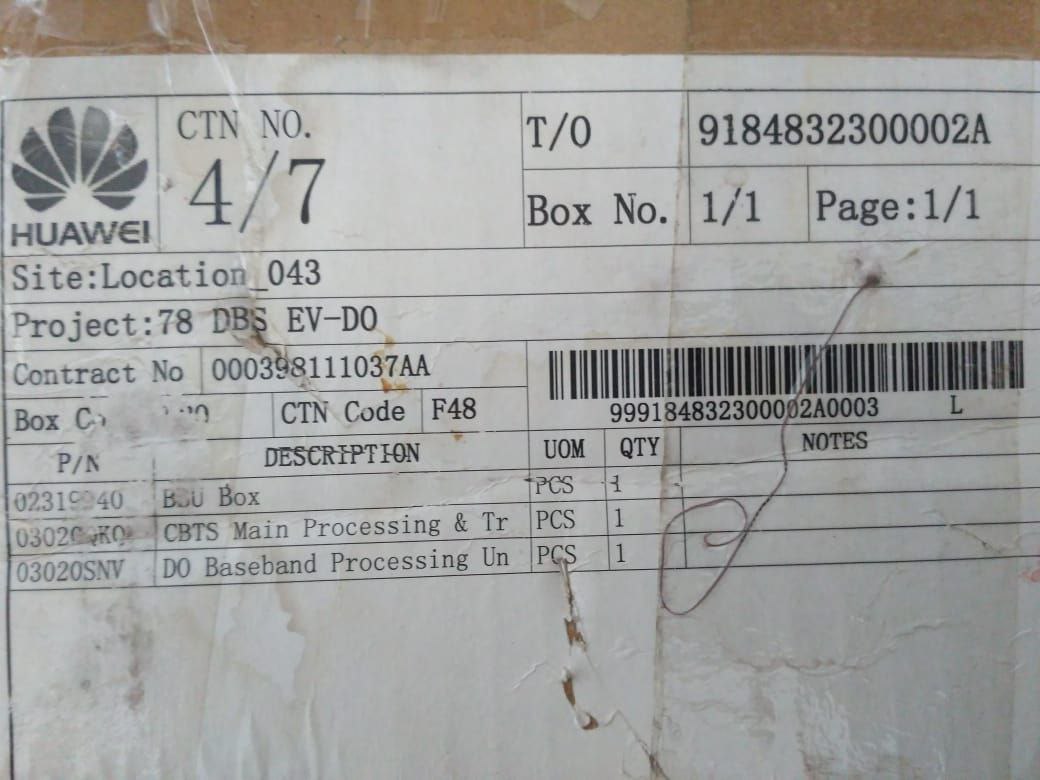 HUAWEI
CTN NO.
4/7
T/O 9184832300002A
Box No. 1/1 Page:1/1
Site:Location_043
Project:78 DBS EV-DO
Contract No 000398111037AA
999184832300002A0003 L
Box CTN Code F48
P/N DESCRIPTION UOM QTY NOTES
Box PCS 1
CBTS Main Processing & Tr PCS 1
03020SNV DO Baseband Processing Un PCS 1